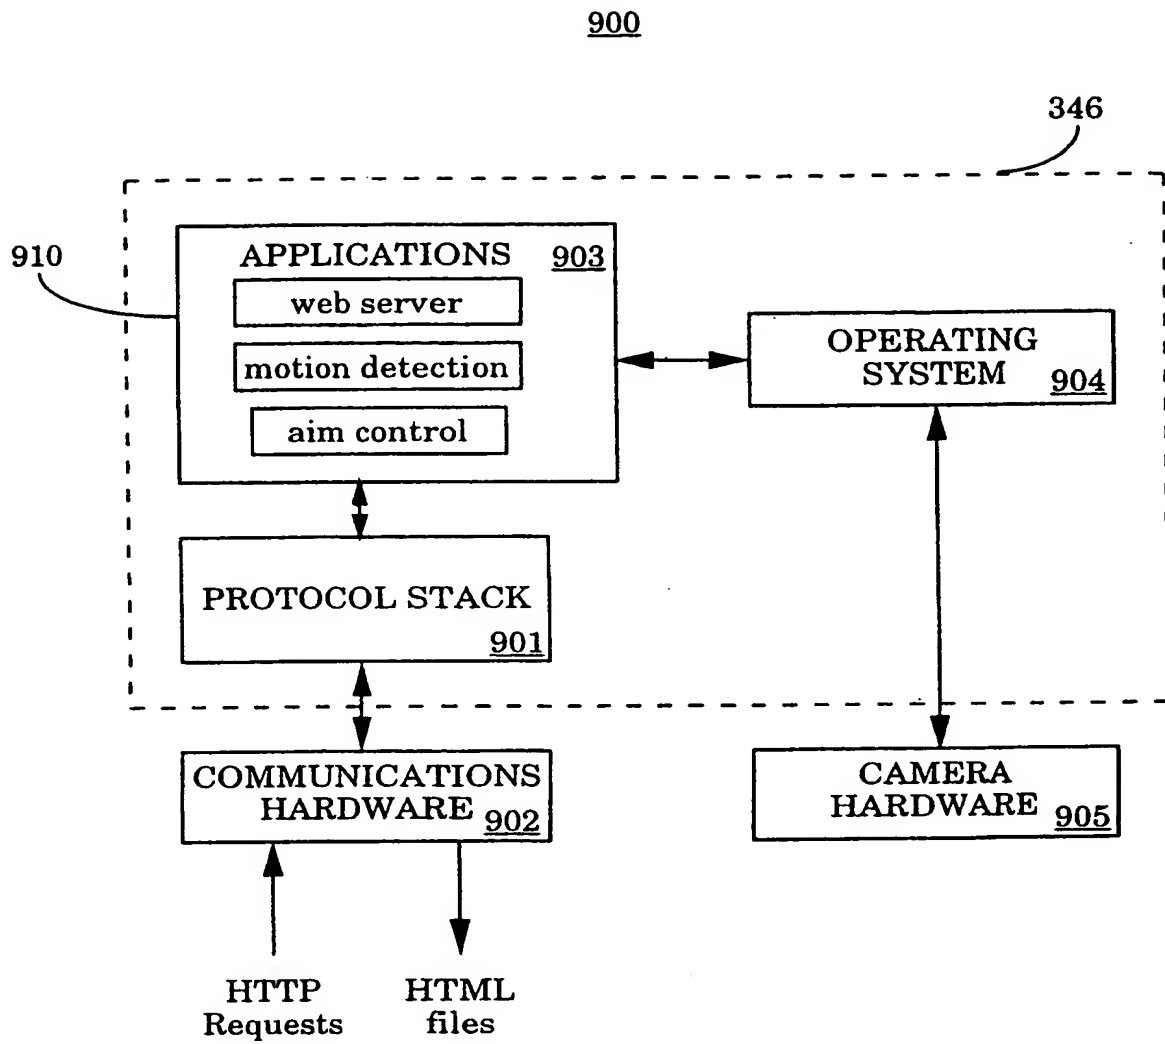 900
346
910
APPLICATIONS 903
web server
motion detection
aim control
OPERATING
SYSTEM 904
PROTOCOL STACK
901
COMMUNICATIONS
HARDWARE 902
CAMERA
HARDWARE 905
HTTP
Requests
HTML
files